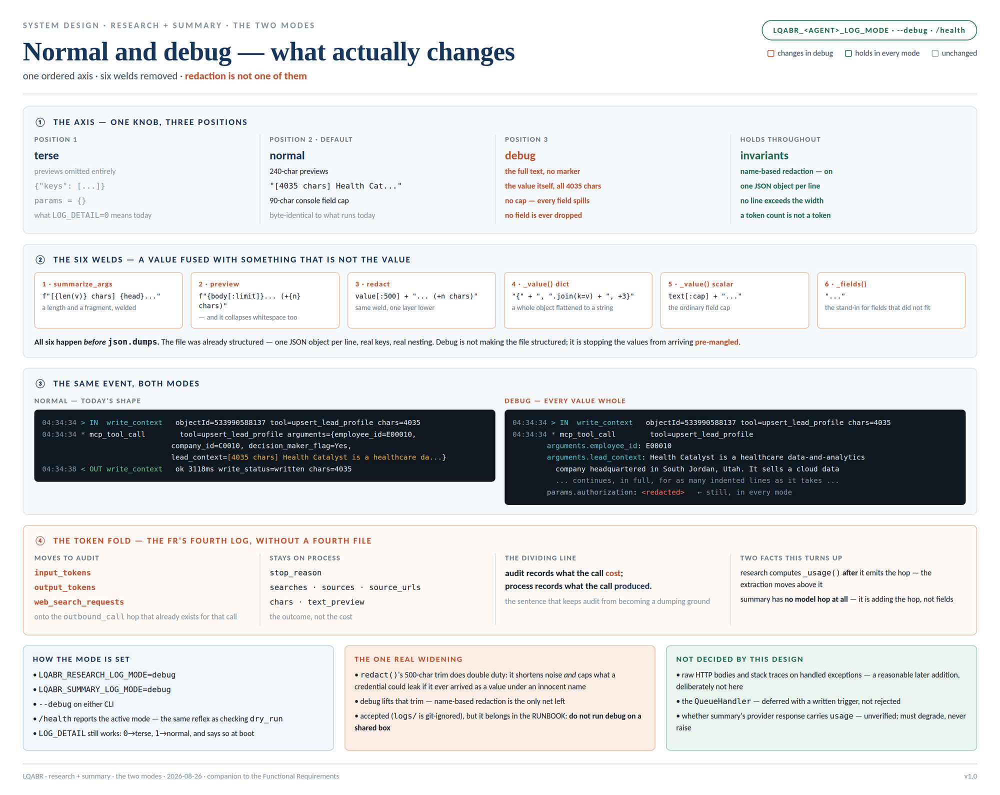 SYSTEM DESIGN · RESEARCH + SUMMARY · THE TWO MODES
Normal and debug — what actually changes
one ordered axis · six welds removed · redaction is not one of them
LQABR_<AGENT>_LOG_MODE · --debug · /health
changes in debug
holds in every mode
unchanged
① THE AXIS — ONE KNOB, THREE POSITIONS
POSITION 1
terse
previews omitted entirely
{"keys": [...]}
params = {}
what LOG_DETAIL=0 means today
POSITION 2 · DEFAULT
normal
240-char previews
"[4035 chars] Health Cat..."
90-char console field cap
byte-identical to what runs today
POSITION 3
debug
the full text, no marker
the value itself, all 4035 chars
no cap — every field spills
no field is ever dropped
HOLDS THROUGHOUT
invariants
name-based redaction — on
one JSON object per line
no line exceeds the width
a token count is not a token
② THE SIX WELDS — A VALUE FUSED WITH SOMETHING THAT IS NOT THE VALUE
1 · summarize_args
f"[{len(v)} chars] {head}..."
a length and a fragment, welded
2 · preview
f"{body[:limit]}... (+{n}
chars)"
— and it collapses whitespace too
3 · redact
value[:500] + "... (+n chars)"
same weld, one layer lower
4 · _value() dict
"{" + ", ".join(k=v) + ", +3}"
a whole object flattened to a string
5 · _value() scalar
text[:cap] + "..."
the ordinary field cap
6 · _fields()
"..."
the stand-in for fields that did not fit
All six happen before json.dumps. The file was already structured — one JSON object per line, real keys, real nesting. Debug is not making the file structured; it is stopping the values from arriving pre-mangled.
③ THE SAME EVENT, BOTH MODES
NORMAL — TODAY'S SHAPE
04:34:34 > IN write_context objectId=533990588137 tool=upsert_lead_profile chars=4035
04:34:34 * mcp_tool_call tool=upsert_lead_profile arguments={employee_id=E00010,
company_id=C0010, decision_maker_flag=Yes,
lead_context=[4035 chars] Health Catalyst is a healthcare da...}
04:34:38 < OUT write_context ok 3118ms write_status=written chars=4035
DEBUG — EVERY VALUE WHOLE
04:34:34 > IN write_context objectId=533990588137 tool=upsert_lead_profile chars=4035
04:34:34 * mcp_tool_call tool=upsert_lead_profile
arguments.employee_id: E00010
arguments.lead_context: Health Catalyst is a healthcare data-and-analytics
company headquartered in South Jordan, Utah. It sells a cloud data
... continues, in full, for as many indented lines as it takes ...
params.authorization: <redacted> ← still, in every mode
④ THE TOKEN FOLD — THE FR'S FOURTH LOG, WITHOUT A FOURTH FILE
MOVES TO AUDIT
input_tokens
output_tokens
web_search_requests
onto the outbound_call hop that already exists for that call
STAYS ON PROCESS
stop_reason
searches · sources · source_urls
chars · text_preview
the outcome, not the cost
THE DIVIDING LINE
audit records what the call cost;
process records what the call produced.
the sentence that keeps audit from becoming a dumping ground
TWO FACTS THIS TURNS UP
research computes _usage() after it emits the hop — the
extraction moves above it
summary has no model hop at all — it is adding the hop, not fields
HOW THE MODE IS SET
• LQABR_RESEARCH_LOG_MODE=debug
• LQABR_SUMMARY_LOG_MODE=debug
• --debug on either CLI
• /health reports the active mode — the same reflex as checking dry_run
• LOG_DETAIL still works: 0→terse, 1→normal, and says so at boot
THE ONE REAL WIDENING
• redact()'s 500-char trim does double duty: it shortens noise and caps what a
credential could leak if it ever arrived as a value under an innocent name
• debug lifts that trim — name-based redaction is the only net left
• accepted (logs/ is git-ignored), but it belongs in the RUNBOOK: do not run debug on a
shared box
NOT DECIDED BY THIS DESIGN
• raw HTTP bodies and stack traces on handled exceptions — a reasonable later addition,
deliberately not here
• the QueueHandler — deferred with a written trigger, not rejected
• whether summary's provider response carries usage — unverified; must degrade, never
raise
LQABR · research + summary · the two modes · 2026-08-26 · companion to the Functional Requirements
v1.0